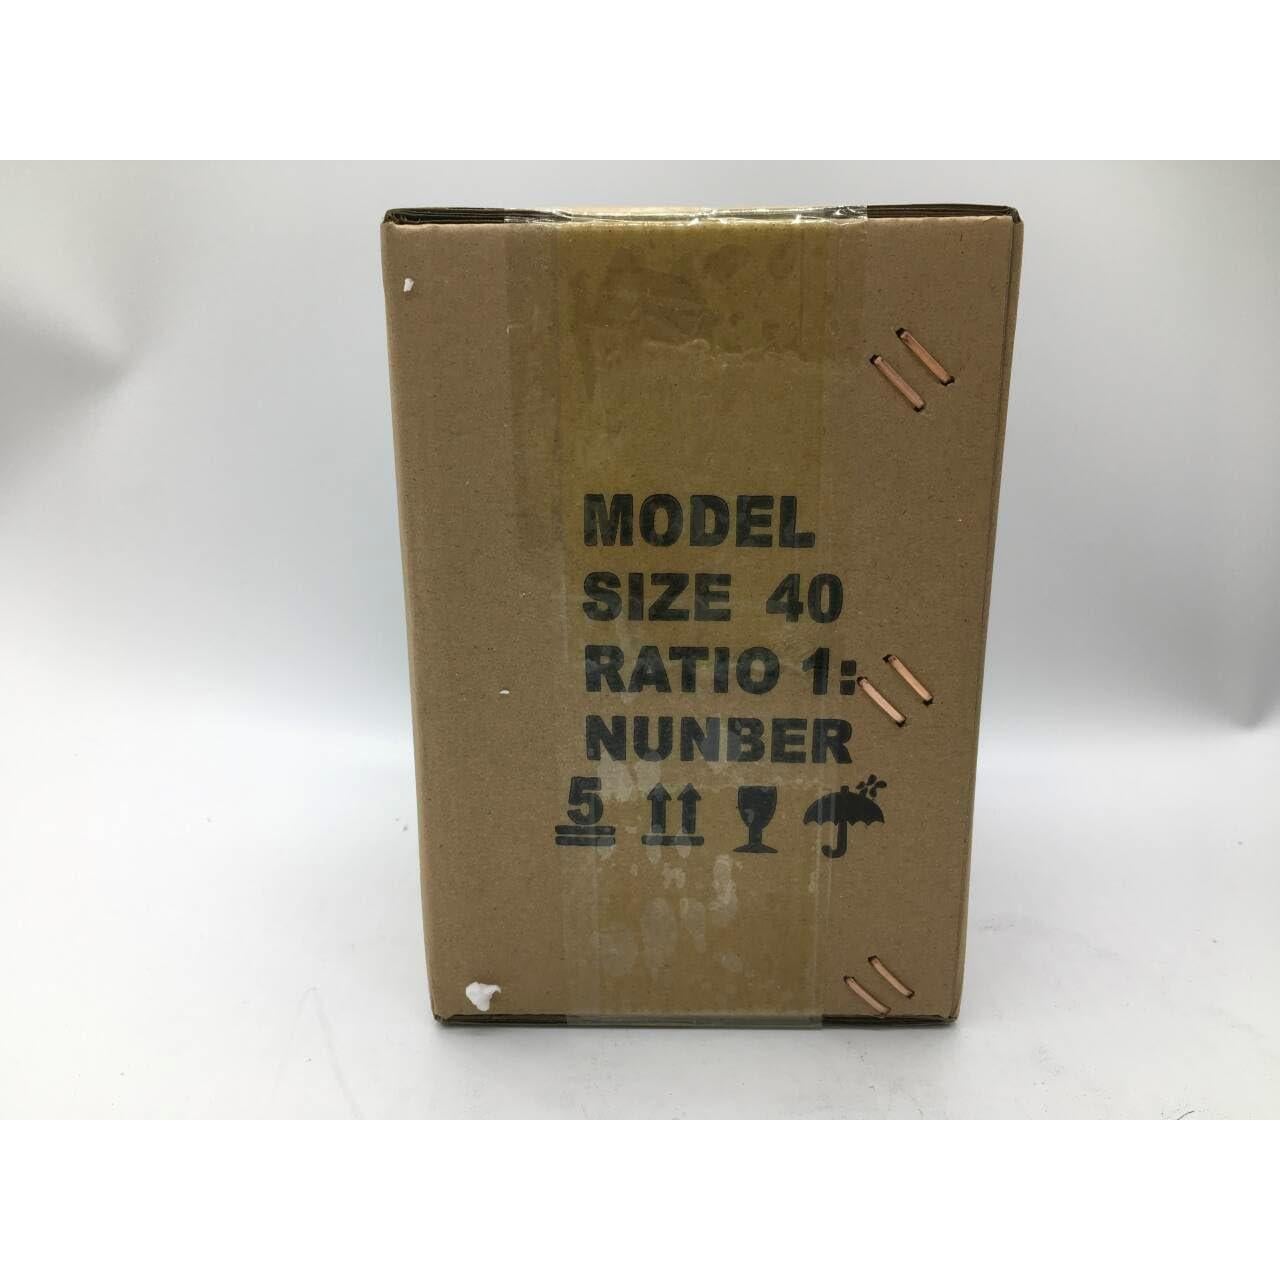 MODEL
SIZE 40
RATIO 1:
NUNBER
5